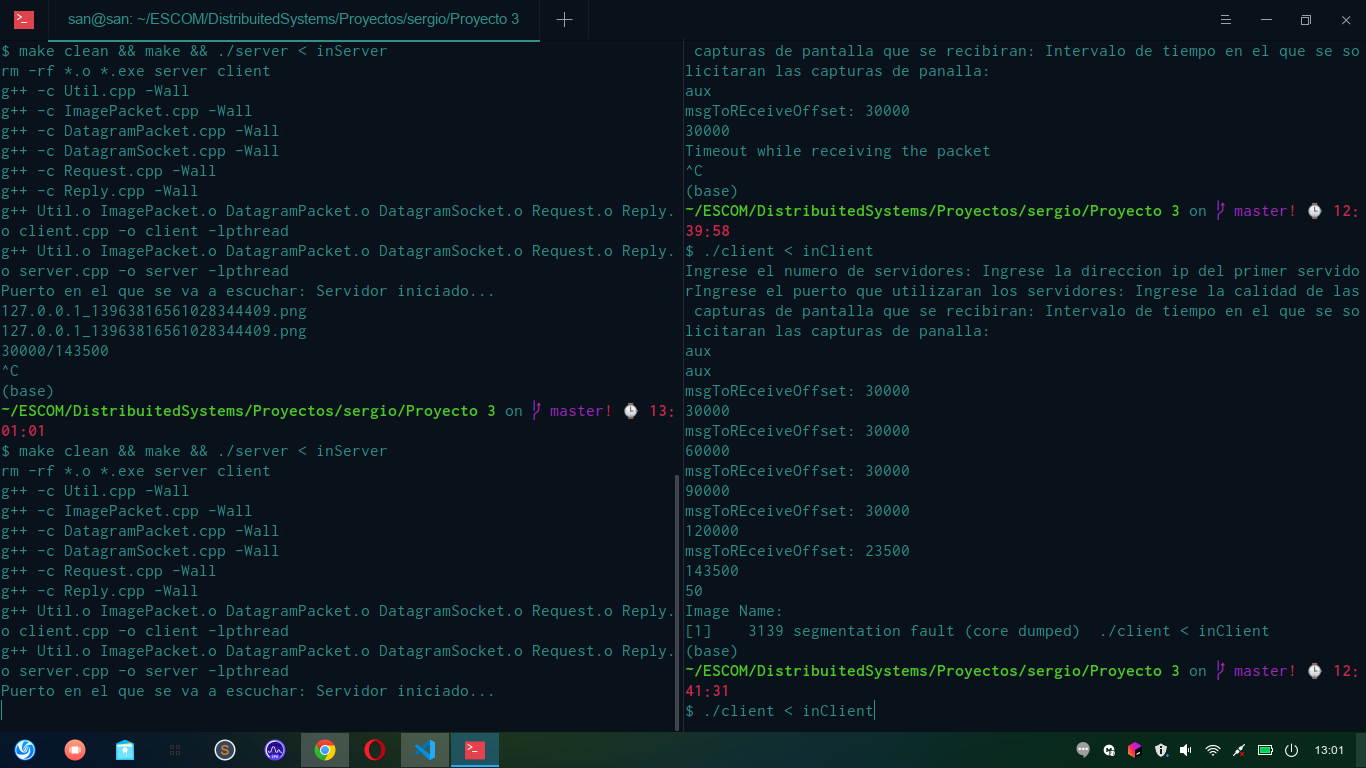 san@san: ~/ESCOM/DistribuitedSystems/Proyectos/sergio/Proyecto 3
$ make clean && make && ./server < inServer
rm -rf *.o *.exe server client
g++ -c Util.cpp -Wall
g++ -c ImagePacket.cpp -Wall
g++ -c DatagramPacket.cpp -Wall
g++ -c DatagramSocket.cpp -Wall
g++ -c Request.cpp -Wall
g++ -c Reply.cpp -Wall
g++ Util.o ImagePacket.o DatagramPacket.o DatagramSocket.o Request.o Reply.
o client.cpp -o client -lpthread
g++ Util.o ImagePacket.o DatagramPacket.o DatagramSocket.o Request.o Reply.
o server.cpp -o server -lpthread
Puerto en el que se va a escuchar: Servidor iniciado...
127.0.0.1_13963816561028344409.png
127.0.0.1_13963816561028344409.png
30000/143500
^C
(base)
~/ESCOM/DistribuitedSystems/Proyectos/sergio/Proyecto 3 on master! 13:
01:01
$ make clean && make && ./server < inServer
rm -rf *.o *.exe server client
g++ -c Util.cpp -Wall
g++ -c ImagePacket.cpp -Wall
g++ -c DatagramPacket.cpp -Wall
g++ -c DatagramSocket.cpp -Wall
g++ -c Request.cpp -Wall
g++ -c Reply.cpp -Wall
g++ Util.o ImagePacket.o DatagramPacket.o DatagramSocket.o Request.o Reply.
o client.cpp -o client -lpthread
g++ Util.o ImagePacket.o DatagramPacket.o DatagramSocket.o Request.o Reply.
o server.cpp -o server -lpthread
Puerto en el que se va a escuchar: Servidor iniciado...
capturas de pantalla que se recibiran: Intervalo de tiempo en el que se so
licitaran las capturas de panalla:
aux
msgToREceiveOffset: 30000
30000
Timeout while receiving the packet
^C
(base)
~/ESCOM/DistribuitedSystems/Proyectos/sergio/Proyecto 3 on master! 12:
39:58
$ ./client < inClient
Ingrese el numero de servidores: Ingrese la direccion ip del primer servido
rIngrese el puerto que utilizaran los servidores: Ingrese la calidad de las
capturas de pantalla que se recibiran: Intervalo de tiempo en el que se so
licitaran las capturas de panalla:
aux
aux
msgToREceiveOffset: 30000
30000
msgToREceiveOffset: 30000
60000
msgToREceiveOffset: 30000
90000
msgToREceiveOffset: 30000
120000
msgToREceiveOffset: 23500
143500
50
Image Name:
[1]    3139 segmentation fault (core dumped)  ./client < inClient
(base)
~/ESCOM/DistribuitedSystems/Proyectos/sergio/Proyecto 3 on master! 12:
41:31
$ ./client < inClient
13:01